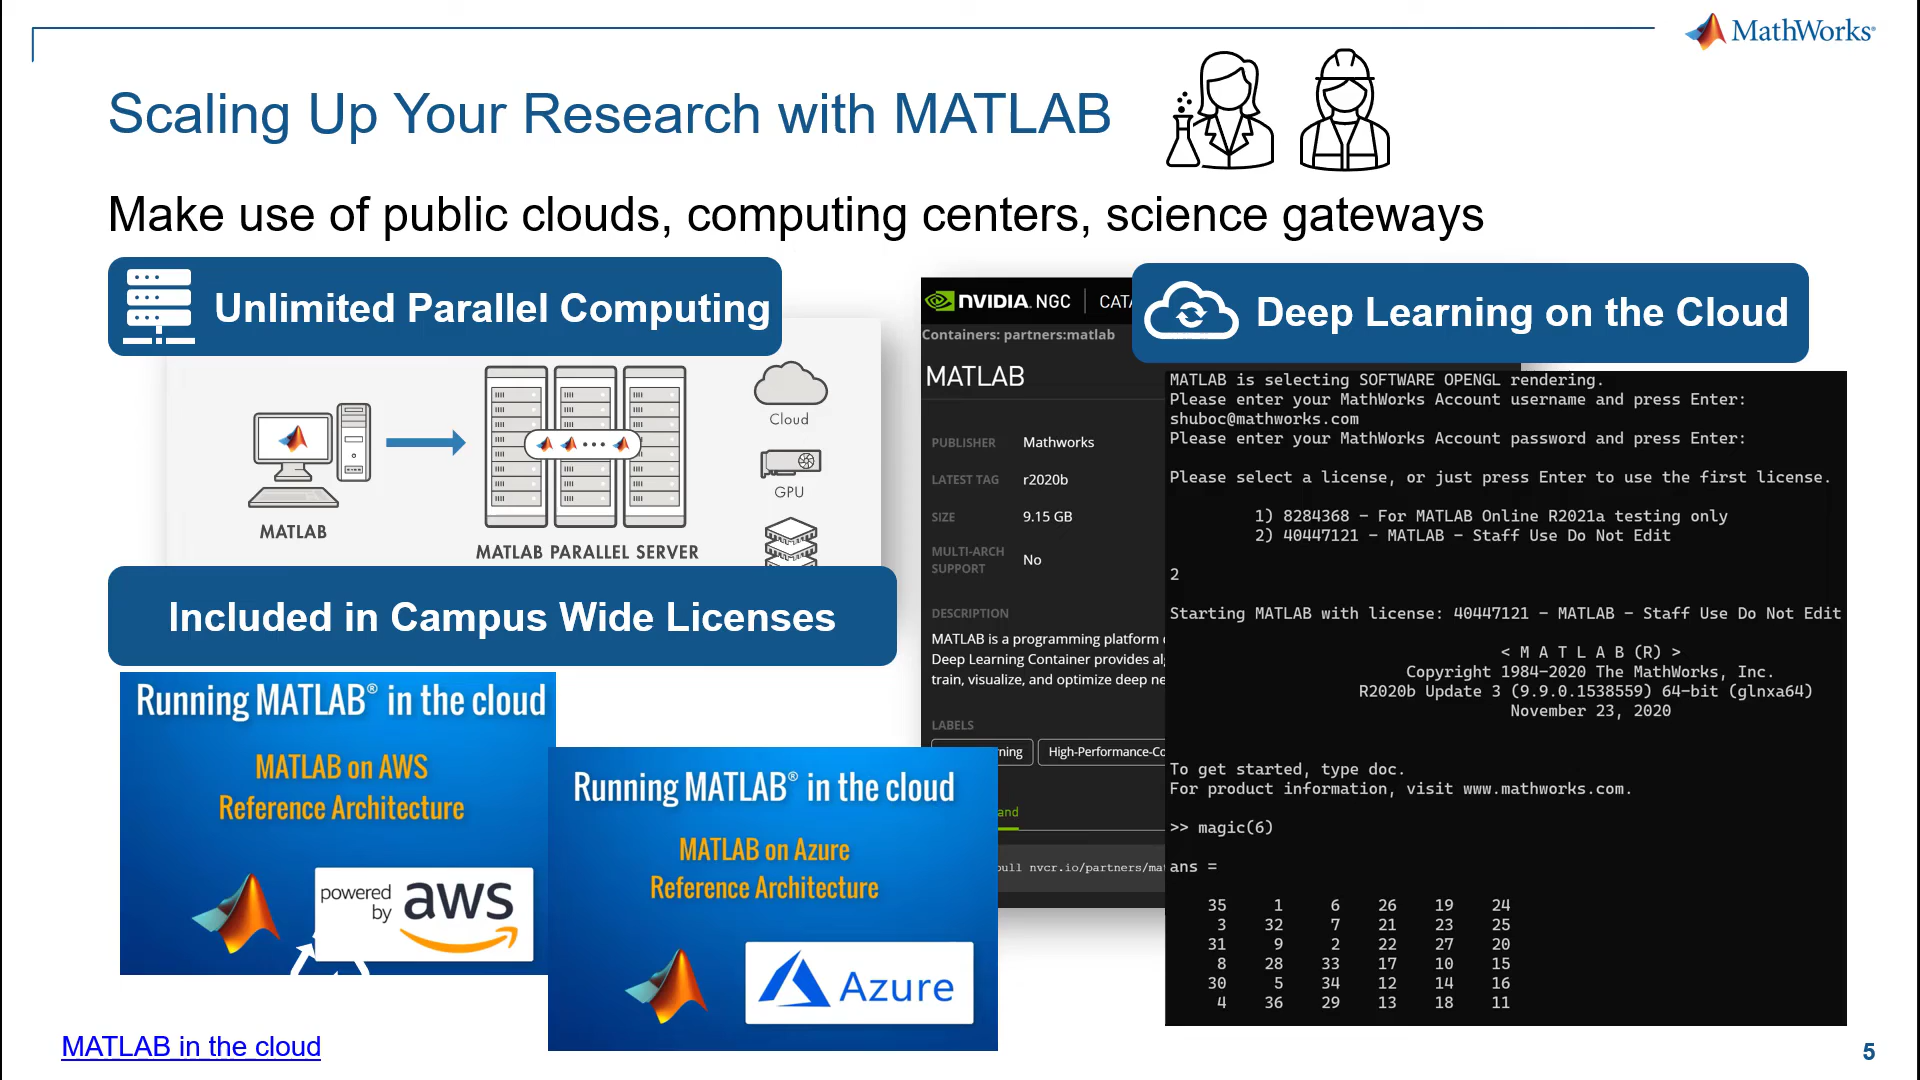 MathWorks®
Scaling Up Your Research with MATLAB
Make use of public clouds, computing centers, science gateways
Unlimited Parallel Computing
MATLAB
MATLAB PARALLEL SERVER
Cloud
GPU
Included in Campus Wide Licenses
Running MATLAB® in the cloud
MATLAB on AWS
Reference Architecture
powered
by
aws
Running MATLAB® in the cloud
MATLAB on Azure
Reference Architecture
Azure
NVIDIA. NGC
Containers: partners:matlab
MATLAB
PUBLISHER Mathworks
LATEST TAG r2020b
SIZE 9.15 GB
MULTI-ARCH
SUPPORT No
DESCRIPTION
MATLAB is a programming platform
Deep Learning Container provides
train, visualize, and optimize deep
LABELS
High-Performance-
nvcr.io/partners/
Deep Learning on the Cloud
MATLAB is selecting SOFTWARE OPENGL rendering.
Please enter your MathWorks Account username and press Enter:
shuboc@mathworks.com
Please enter your MathWorks Account password and press Enter:
Please select a license, or just press Enter to use the first license.
1) 8284368 - For MATLAB Online R2021a testing only
2) 40447121 - MATLAB - Staff Use Do Not Edit
2
Starting MATLAB with license: 40447121 - MATLAB - Staff Use Do Not Edit
< M A T L A B (R) >
Copyright 1984-2020 The MathWorks, Inc.
R2020b Update 3 (9.9.0.1538559) 64-bit (glnxa64)
November 23, 2020
To get started, type doc.
For product information, visit www.mathworks.com.
>> magic(6)
ans =
35 1 6 26 19 24
3 32 7 21 23 25
31 9 2 22 27 20
8 28 33 17 10 15
30 5 34 12 14 16
4 36 29 13 18 11
MATLAB in the cloud
5